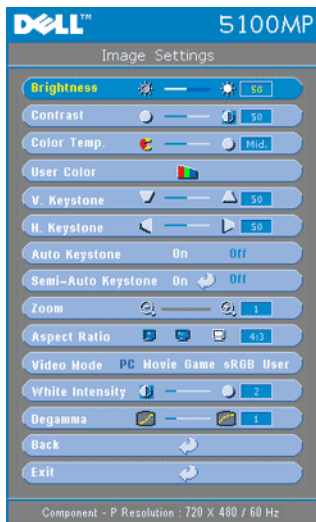 DELL™ 5100MP
Image Settings
Brightness 50
Contrast 50
Color Temp. Mid.
User Color
V. Keystone 50
H. Keystone 50
Auto Keystone On Off
Semi-Auto Keystone On Off
Zoom 1
Aspect Ratio 4:3
Video Mode PC Movie Game sRGB User
White Intensity 2
Degamma 1
Back
Exit
Component - P Resolution : 720 X 480 / 60 Hz